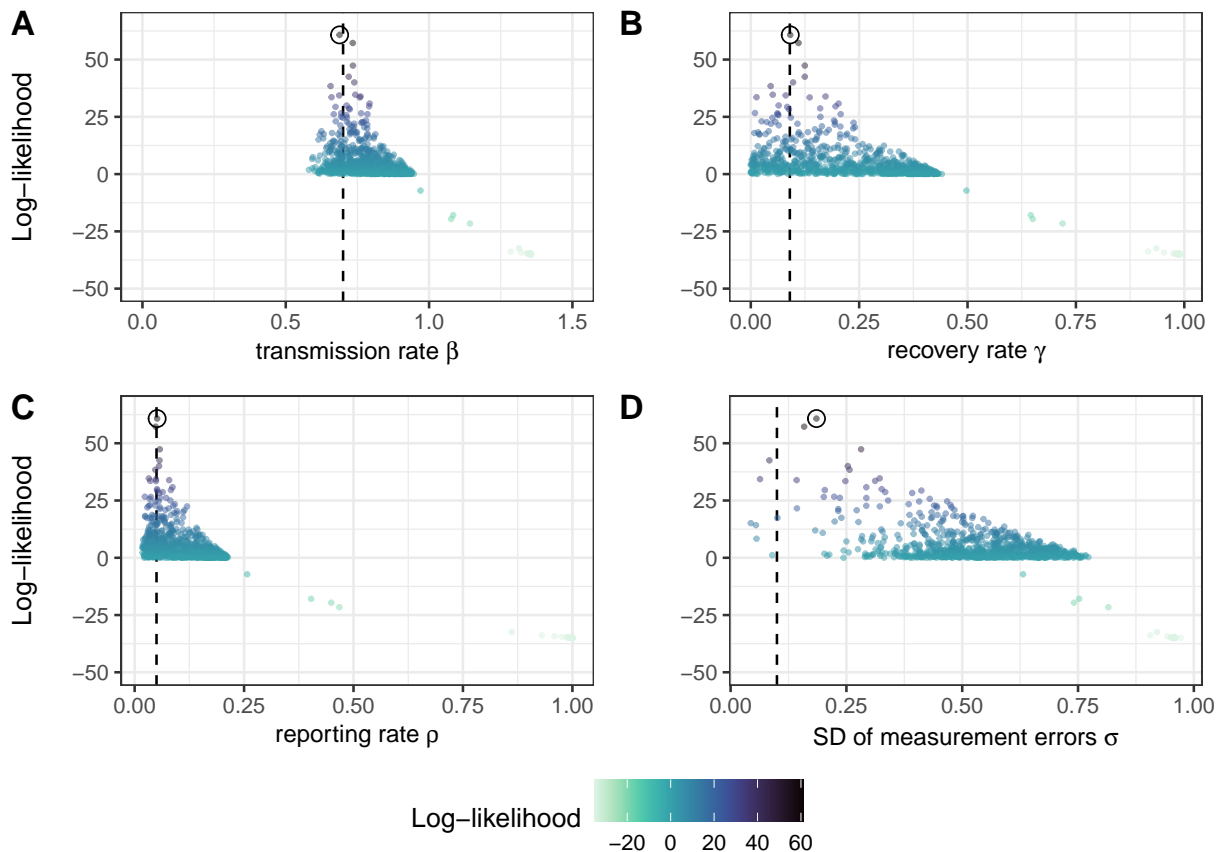 A
B
Log−likelihood
50
25
0
−25
−50
0.0 0.5 1.0 1.5
transmission rate β
50
25
0
−25
−50
0.00 0.25 0.50 0.75 1.00
recovery rate γ
C
D
Log−likelihood
50
25
0
−25
−50
0.00 0.25 0.50 0.75 1.00
reporting rate ρ
50
25
0
−25
−50
0.00 0.25 0.50 0.75 1.00
SD of measurement errors σ
Log−likelihood
−20 0 20 40 60